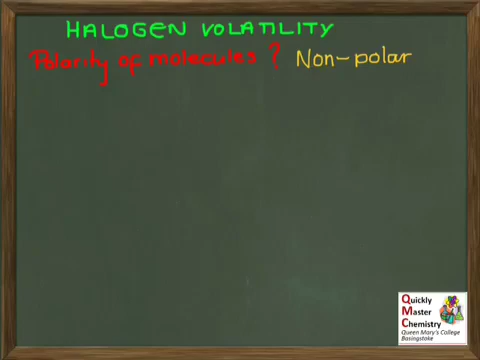 HALOGEN VOLATILITY
Polarity of molecules ? Non-polar
Quickly
Master
Chemistry
Queen Mary's College
Basingstoke
Q
M
C